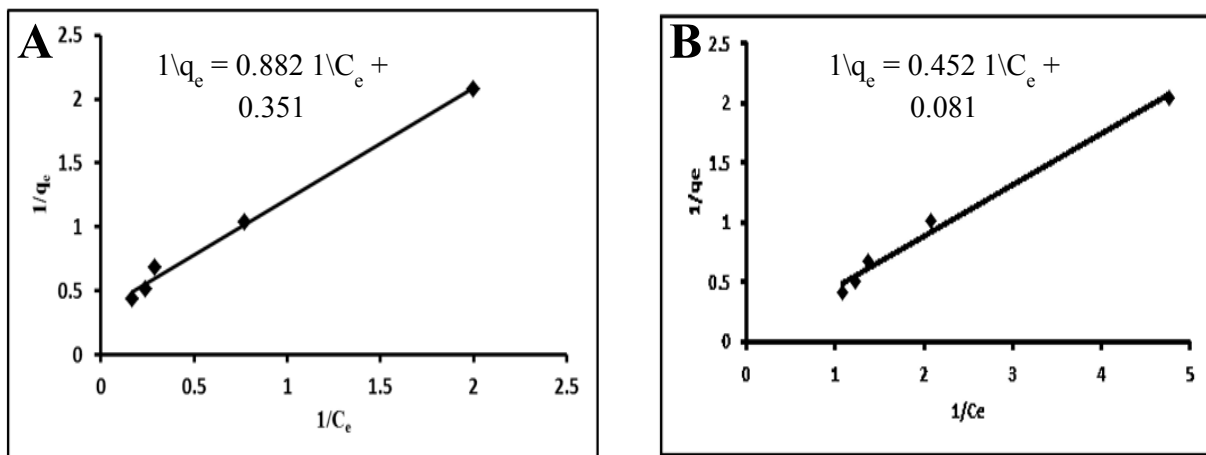 A
1\qₑ = 0.882 1\Cₑ +
0.351
2.5
2
1.5
1
0.5
0
1/qₑ
0 0.5 1 1.5 2 2.5
1/Cₑ
B
1\qₑ = 0.452 1\Cₑ +
0.081
2.5
2
1.5
1
0.5
0
1/qe
0 1 2 3 4 5
1/Ce